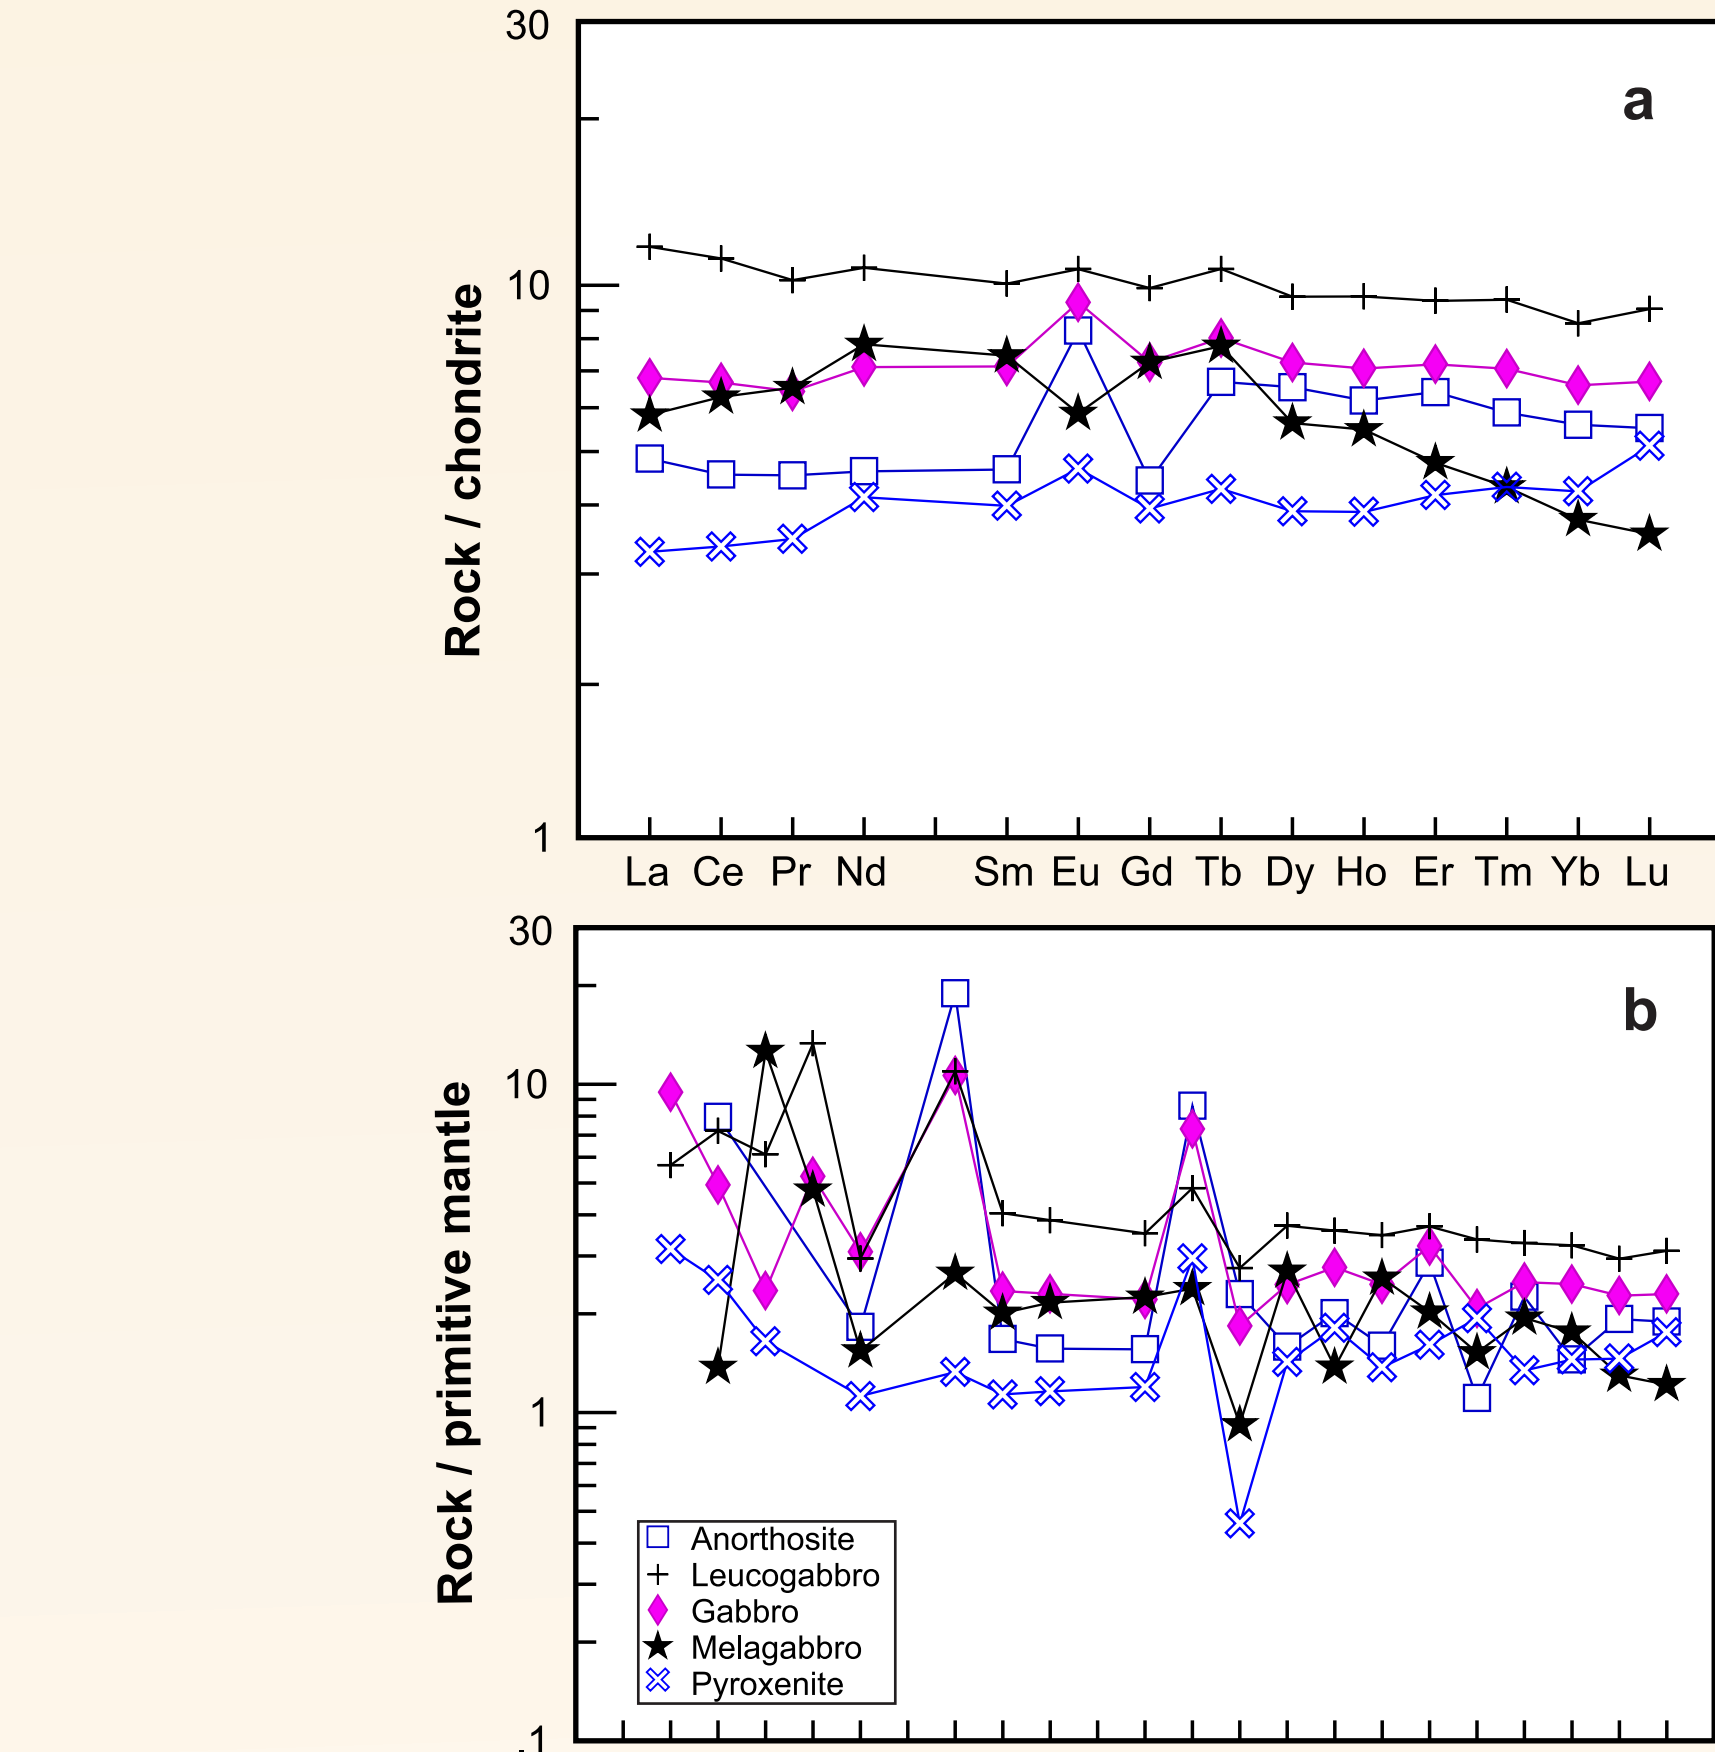 30
a
10
Rock / chondrite
1
La Ce Pr Nd Sm Eu Gd Tb Dy Ho Er Tm Yb Lu
30
b
10
Rock / primitive mantle
1
Anorthosite
Leucogabbro
Gabbro
Melagabbro
Pyroxenite
.1